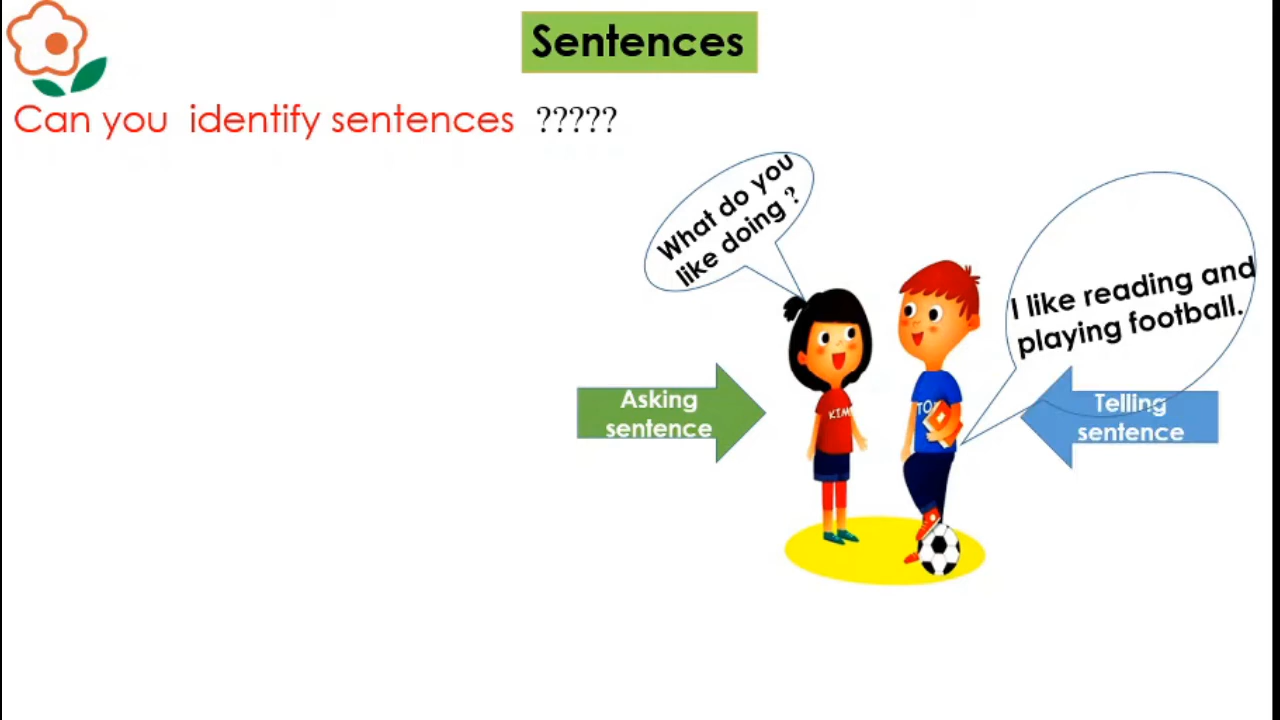 Sentences
Can you identify sentences ?????
What do you
like doing ?
I like reading and
playing football.
Asking
sentence
Telling
sentence
KIM